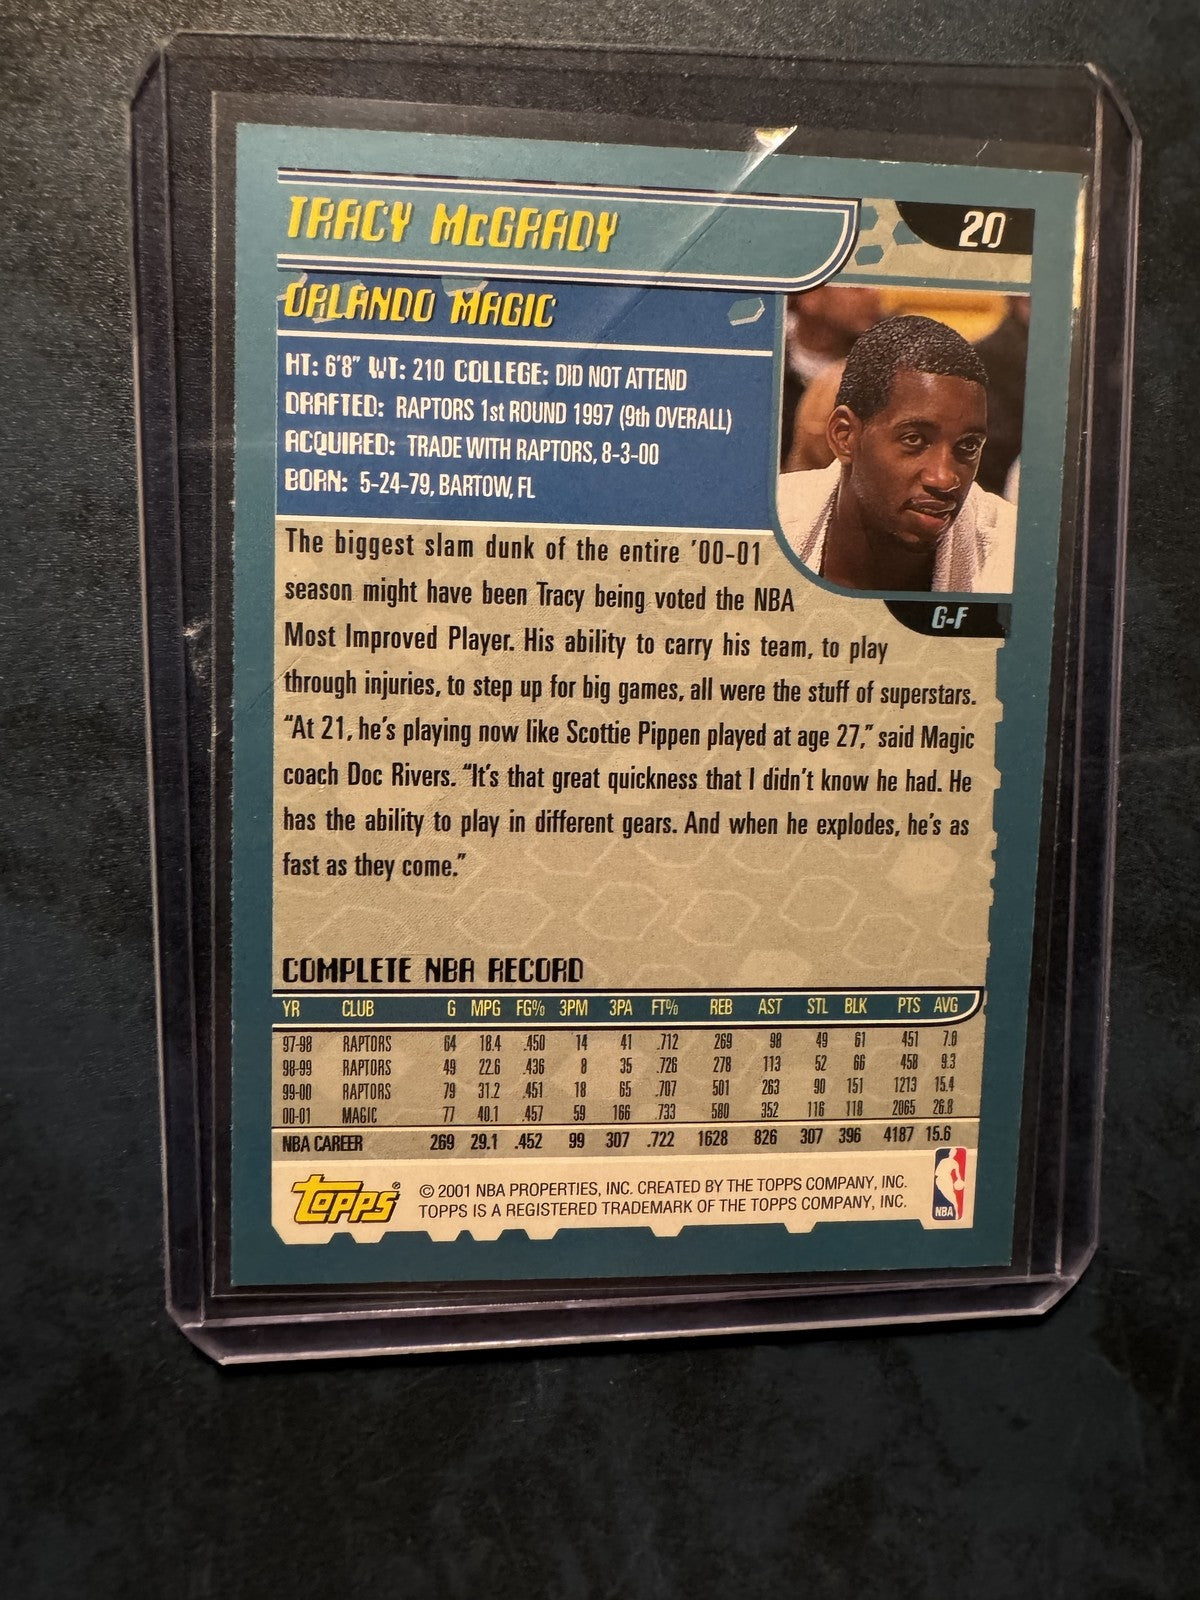 TRACY McGRADY
20
ORLANDO MAGIC
HT: 6'8" WT: 210 COLLEGE: DID NOT ATTEND
DRAFTED: RAPTORS 1st ROUND 1997 (9th OVERALL)
ACQUIRED: TRADE WITH RAPTORS, 8-3-00
BORN: 5-24-79, BARTOW, FL
G-F
The biggest slam dunk of the entire '00-01
season might have been Tracy being voted the NBA
Most Improved Player. His ability to carry his team, to play
through injuries, to step up for big games, all were the stuff of superstars.
“At 21, he's playing now like Scottie Pippen played at age 27,” said Magic
coach Doc Rivers. “It's that great quickness that I didn't know he had. He
has the ability to play in different gears. And when he explodes, he's as
fast as they come.”
COMPLETE NBA RECORD
YR CLUB G MPG FG% 3PM 3PA FT% REB AST STL BLK PTS AVG
97-98 RAPTORS 64 18.4 .450 14 41 .712 269 98 49 61 451 7.0
98-99 RAPTORS 49 22.6 .436 8 35 .726 278 113 52 66 458 9.3
99-00 RAPTORS 79 31.2 .451 18 65 .707 501 263 90 151 1213 15.4
00-01 MAGIC 77 40.1 .457 59 166 .733 580 352 116 118 2065 26.8
NBA CAREER 269 29.1 .452 99 307 .722 1628 826 307 396 4187 15.6
Topps®
© 2001 NBA PROPERTIES, INC. CREATED BY THE TOPPS COMPANY, INC.
TOPPS IS A REGISTERED TRADEMARK OF THE TOPPS COMPANY, INC.
NBA